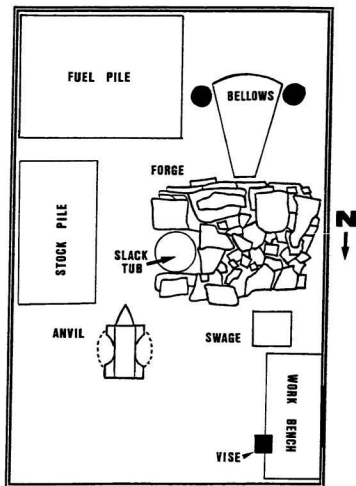 FUEL PILE
BELLOWS
FORGE
STOCK PILE
SLACK
TUB
N
ANVIL
SWAGE
WORK BENCH
VISE